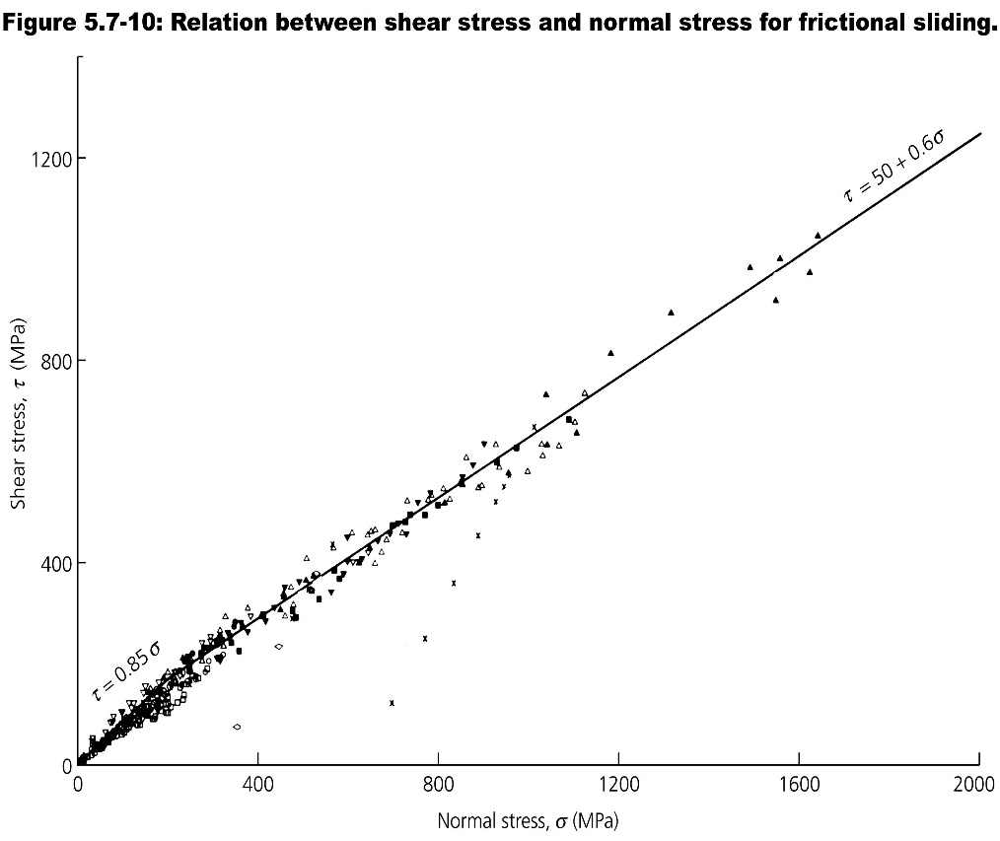 Figure 5.7-10: Relation between shear stress and normal stress for frictional sliding.
1200
800
400
0
Shear stress, τ (MPa)
τ = 0.85σ
τ = 50 + 0.6σ
0
400
800
1200
1600
2000
Normal stress, σ (MPa)